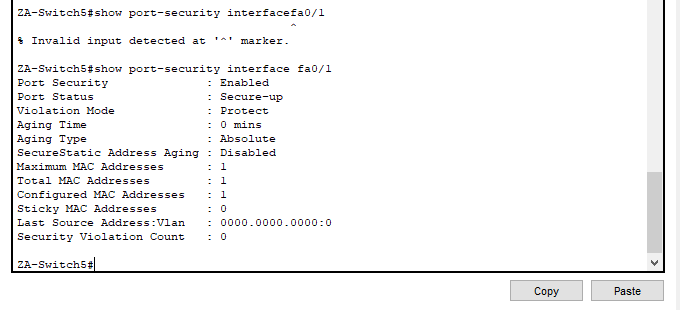 ZA-Switch5#show port-security interfacefa0/1
^
% Invalid input detected at '^' marker.
ZA-Switch5#show port-security interface fa0/1
Port Security : Enabled
Port Status : Secure-up
Violation Mode : Protect
Aging Time : 0 mins
Aging Type : Absolute
SecureStatic Address Aging : Disabled
Maximum MAC Addresses : 1
Total MAC Addresses : 1
Configured MAC Addresses : 1
Sticky MAC Addresses : 0
Last Source Address:Vlan : 0000.0000.0000:0
Security Violation Count : 0
ZA-Switch5#
Copy Paste